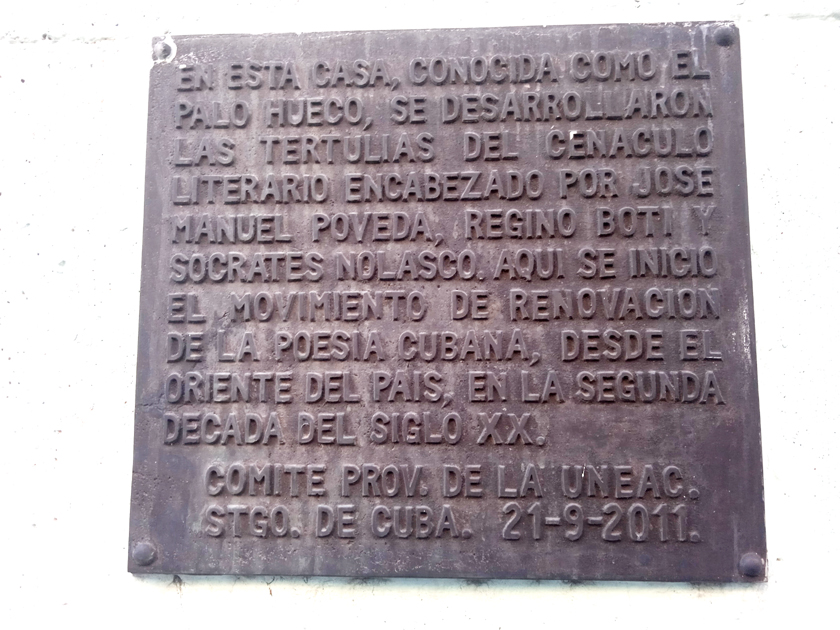 EN ESTA CASA, CONOCIDA COMO EL
PALO HUECO, SE DESARROLLARON
LAS TERTULIAS DEL CENACULO
LITERARIO ENCABEZADO POR JOSE
MANUEL POVEDA, REGINO BOTI Y
SOCRATES NOLASCO. AQUI SE INICIO
EL MOVIMIENTO DE RENOVACION
DE LA POESIA CUBANA, DESDE EL
ORIENTE DEL PAIS, EN LA SEGUNDA
DECADA DEL SIGLO XX.
COMITE PROV. DE LA UNEAC.
STGO. DE CUBA. 21-9-2011.